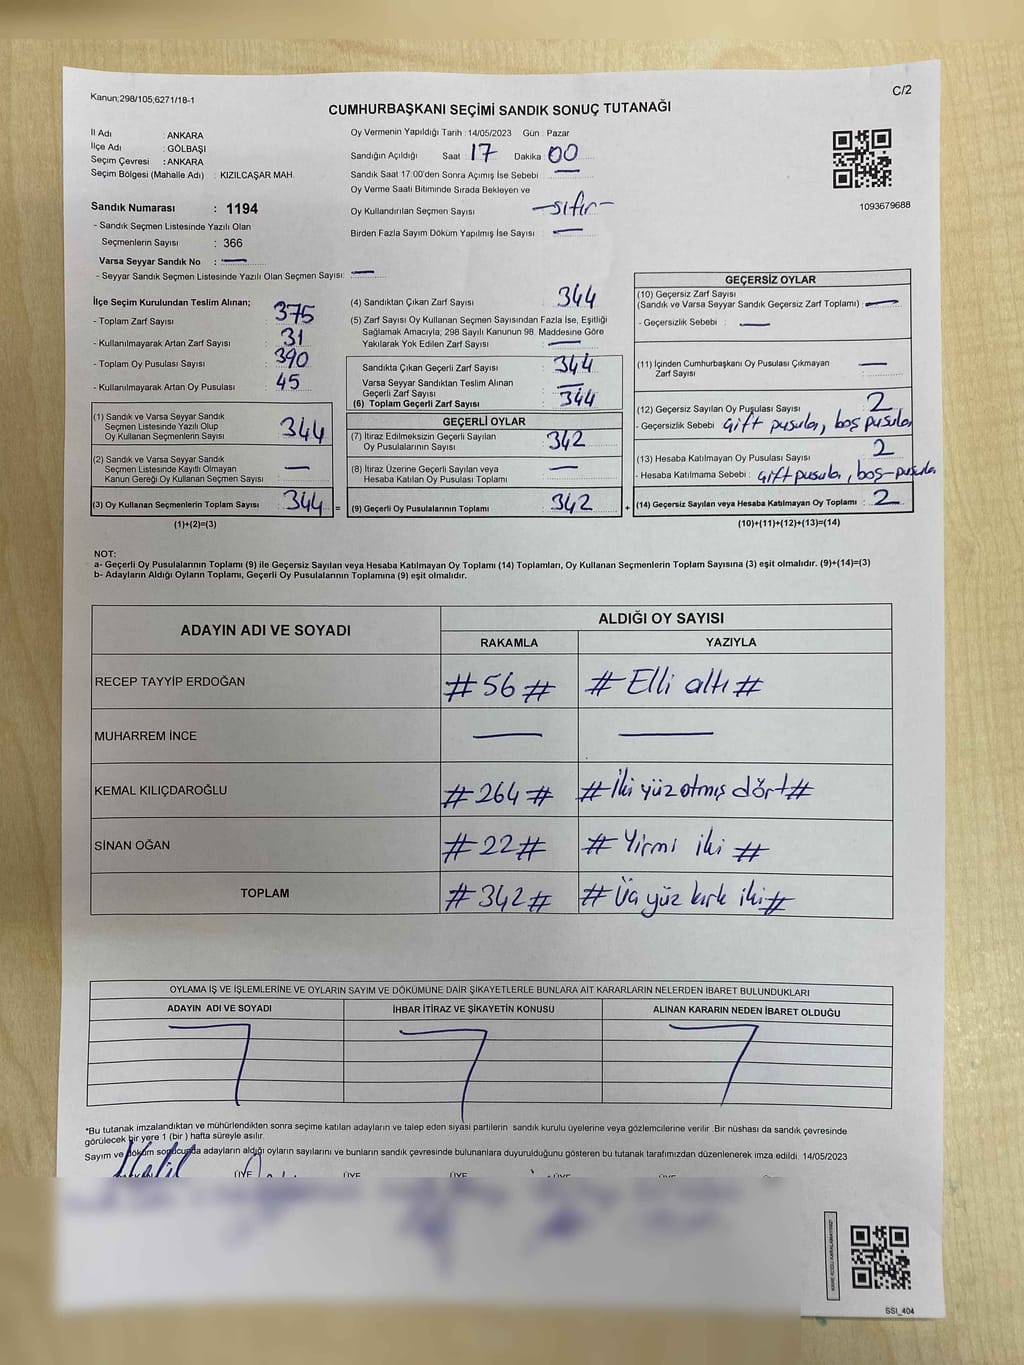 Kanun;298/105;6271/18-1
C/2
CUMHURBAŞKANI SEÇİMİ SANDIK SONUÇ TUTANAĞI
İl Adı : ANKARA
İlçe Adı : GÖLBAŞI
Seçim Çevresi : ANKARA
Seçim Bölgesi (Mahalle Adı) : KIZILCAŞAR MAH.
Sandık Numarası : 1194
- Sandık Seçmen Listesinde Yazılı Olan
Seçmenlerin Sayısı : 366
Varsa Seyyar Sandık No : —
- Seyyar Sandık Seçmen Listesinde Yazılı Olan Seçmen Sayısı: —
Oy Vermenin Yapıldığı Tarih : 14/05/2023 Gün : Pazar
Sandığın Açıldığı Saat 17 Dakika 00
Sandık Saat 17.00'den Sonra Açımış İse Sebebi —
Oy Verme Saati Bitiminde Sırada Bekleyen ve
Oy Kullandırılan Seçmen Sayısı —sıfır—
Birden Fazla Sayım Döküm Yapılmış İse Sayısı —
1093679688
İlçe Seçim Kurulundan Teslim Alınan;
- Toplam Zarf Sayısı : 375
- Kullanılmayarak Artan Zarf Sayısı : 31
- Toplam Oy Pusulası Sayısı : 390
- Kullanılmayarak Artan Oy Pusulası : 45
(1) Sandık ve Varsa Seyyar Sandık
Seçmen Listesinde Yazılı Olup
Oy Kullanan Seçmenlerin Sayısı : 344
(2) Sandık ve Varsa Seyyar Sandık
Seçmen Listesinde Kayıtlı Olmayan
Kanun Gereği Oy Kullanan Seçmen Sayısı : —
(3) Oy Kullanan Seçmenlerin Toplam Sayısı : 344 =
(1)+(2)=(3)
(4) Sandıktan Çıkan Zarf Sayısı 344
(5) Zarf Sayısı Oy Kullanan Seçmen Sayısından Fazla İse, Eşitliği
Sağlamak Amacıyla; 298 Sayılı Kanunun 98. Maddesine Göre
Yakılarak Yok Edilen Zarf Sayısı : —
Sandıkta Çıkan Geçerli Zarf Sayısı : 344
Varsa Seyyar Sandıktan Teslim Alınan
Geçerli Zarf Sayısı : —
(6) Toplam Geçerli Zarf Sayısı : 344
GEÇERLİ OYLAR
(7) İtiraz Edilmeksizin Geçerli Sayılan
Oy Pusulalarının Sayısı : 342
(8) İtiraz Üzerine Geçerli Sayılan veya
Hesaba Katılan Oy Pusulası Toplamı : —
(9) Geçerli Oy Pusulalarının Toplamı : 342 +
GEÇERSİZ OYLAR
(10) Geçersiz Zarf Sayısı
(Sandık ve Varsa Seyyar Sandık Geçersiz Zarf Toplamı) : —
- Geçersizlik Sebebi : —
(11) İçinden Cumhurbaşkanı Oy Pusulası Çıkmayan
Zarf Sayısı : —
(12) Geçersiz Sayılan Oy Pusulası Sayısı : 2
- Geçersizlik Sebebi : Çift pusula, boş pusula
(13) Hesaba Katılmayan Oy Pusulası Sayısı : 2
- Hesaba Katılmama Sebebi : Çift pusula, boş-pusula
(14) Geçersiz Sayılan veya Hesaba Katılmayan Oy Toplamı : 2
(10)+(11)+(12)+(13)=(14)
NOT:
a- Geçerli Oy Pusulalarının Toplamı (9) ile Geçersiz Sayılan veya Hesaba Katılmayan Oy Toplamı (14) Toplamları, Oy Kullanan Seçmenlerin Toplam Sayısına (3) eşit olmalıdır. (9)+(14)=(3)
b- Adayların Aldığı Oyların Toplamı, Geçerli Oy Pusulalarının Toplamına (9) eşit olmalıdır.
ADAYIN ADI VE SOYADI
ALDIĞI OY SAYISI
RAKAMLA YAZIYLA
RECEP TAYYİP ERDOĞAN #56# #Elli altı#
MUHARREM İNCE — —
KEMAL KILIÇDAROĞLU #264# #İki yüz atmış dört#
SİNAN OĞAN #22# #Yirmi iki#
TOPLAM #342# #Üç yüz kırk iki#
OYLAMA İŞ VE İŞLEMLERİNE VE OYLARIN SAYIM VE DÖKÜMÜNE DAİR ŞİKAYETLERLE BUNLARA AİT KARARLARIN NELERDEN İBARET BULUNDUKLARI
ADAYIN ADI VE SOYADI İHBAR İTİRAZ VE ŞİKAYETİN KONUSU ALINAN KARARIN NEDEN İBARET OLDUĞU
*Bu tutanak imzalandıktan ve mühürlendikten sonra seçime katılan adayların ve talep eden siyasi partilerin sandık kurulu üyelerine veya gözlemcilerine verilir. Bir nüshası da sandık çevresinde
görülecek bir yere 1 (bir ) hafta süreyle asılır.
Sayım ve döküm sonucunda adayların aldığı oyların sayılarını ve bunların sandık çevresinde bulunanlara duyurulduğunu gösteren bu tutanak tarafımızdan düzenlenerek imza edildi. 14/05/2023
ÜYE ÜYE ÜYE ÜYE
SSI_404